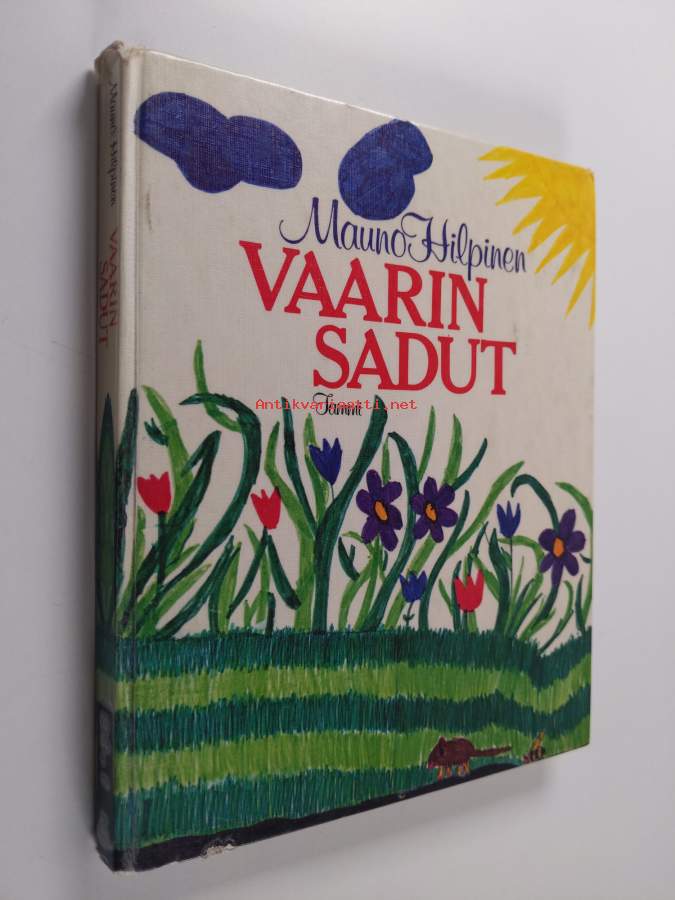 Mauno Hilpinen
VAARIN
SADUT
Tammi
Antikvariaatti.net
Mauno Hilpinen
VAARIN
SADUT